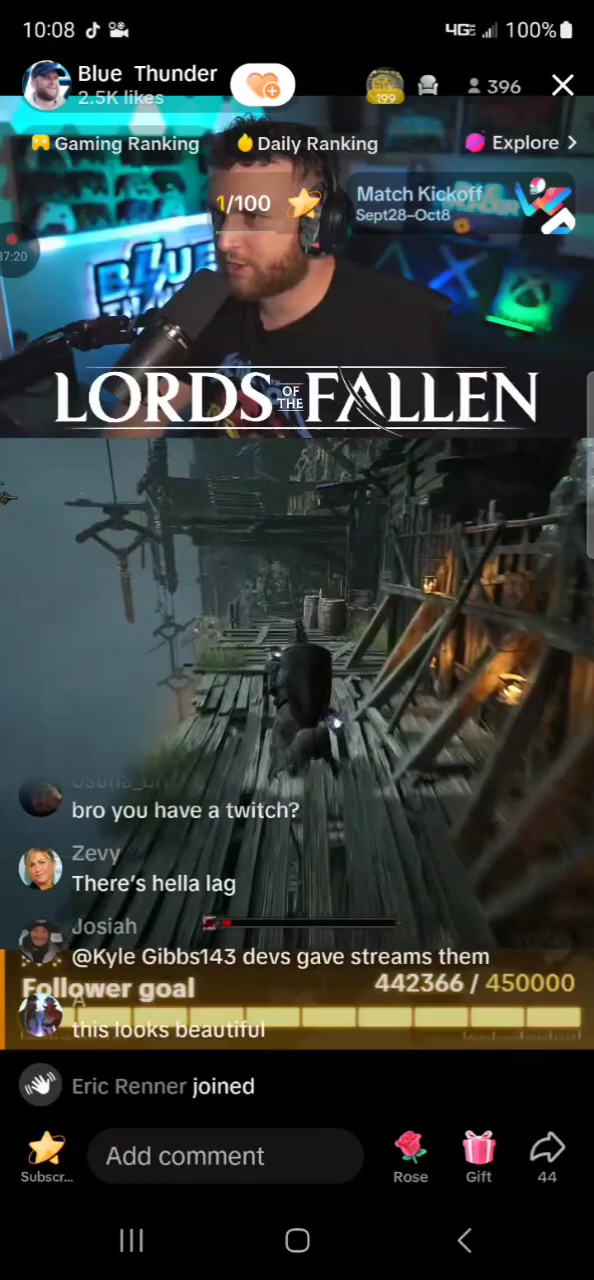 10:08
4G 100%
Blue Thunder
2.5K likes
199
396
Gaming Ranking
Daily Ranking
Explore >
1/100
Match Kickoff
Sept28–Oct8
37:20
BLUE
LORDS OF THE FALLEN
bro you have a twitch?
Zevy
There's hella lag
Josiah
@Kyle Gibbs143 devs gave streams them
Follower goal
442366 / 450000
A
this looks beautiful
Eric Renner joined
Subscr...
Add comment
Rose
Gift
44